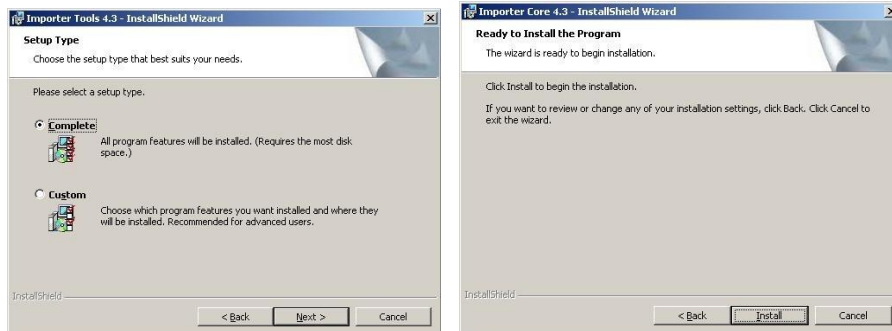 Importer Tools 4.3 - InstallShield Wizard
Setup Type
Choose the setup type that best suits your needs.
Please select a setup type.
Complete
All program features will be installed. (Requires the most disk
space.)
Custom
Choose which program features you want installed and where they
will be installed. Recommended for advanced users.
InstallShield
< Back
Next >
Cancel
Importer Core 4.3 - InstallShield Wizard
Ready to Install the Program
The wizard is ready to begin installation.
Click Install to begin the installation.
If you want to review or change any of your installation settings, click Back. Click Cancel to
exit the wizard.
InstallShield
< Back
Install
Cancel